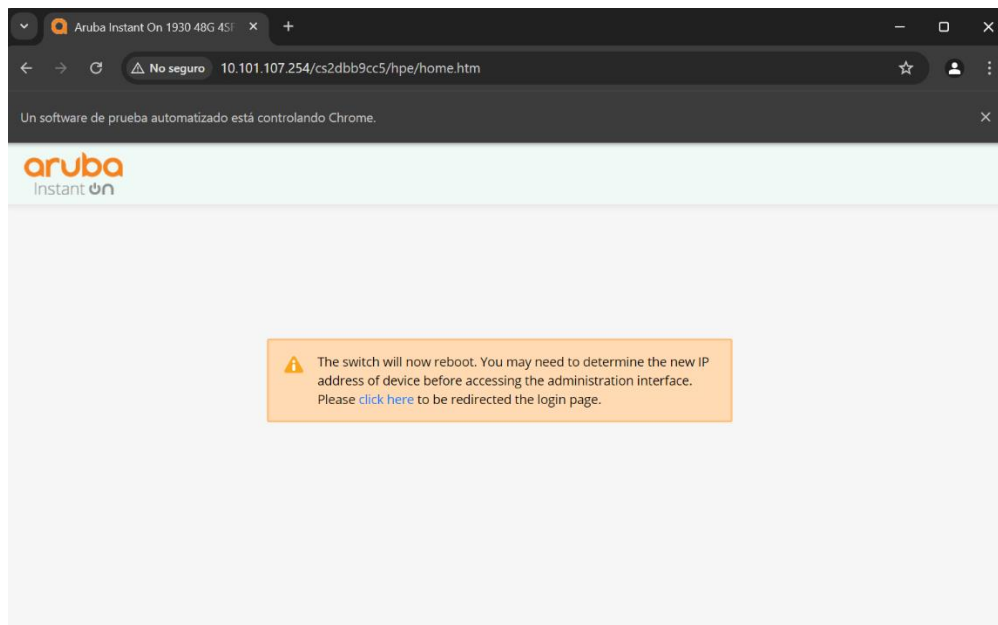 Aruba Instant On 1930 48G 4SF
No seguro
10.101.107.254/cs2dbb9cc5/hpe/home.htm
Un software de prueba automatizado está controlando Chrome.
aruba
Instant On
The switch will now reboot. You may need to determine the new IP
address of device before accessing the administration interface.
Please click here to be redirected the login page.